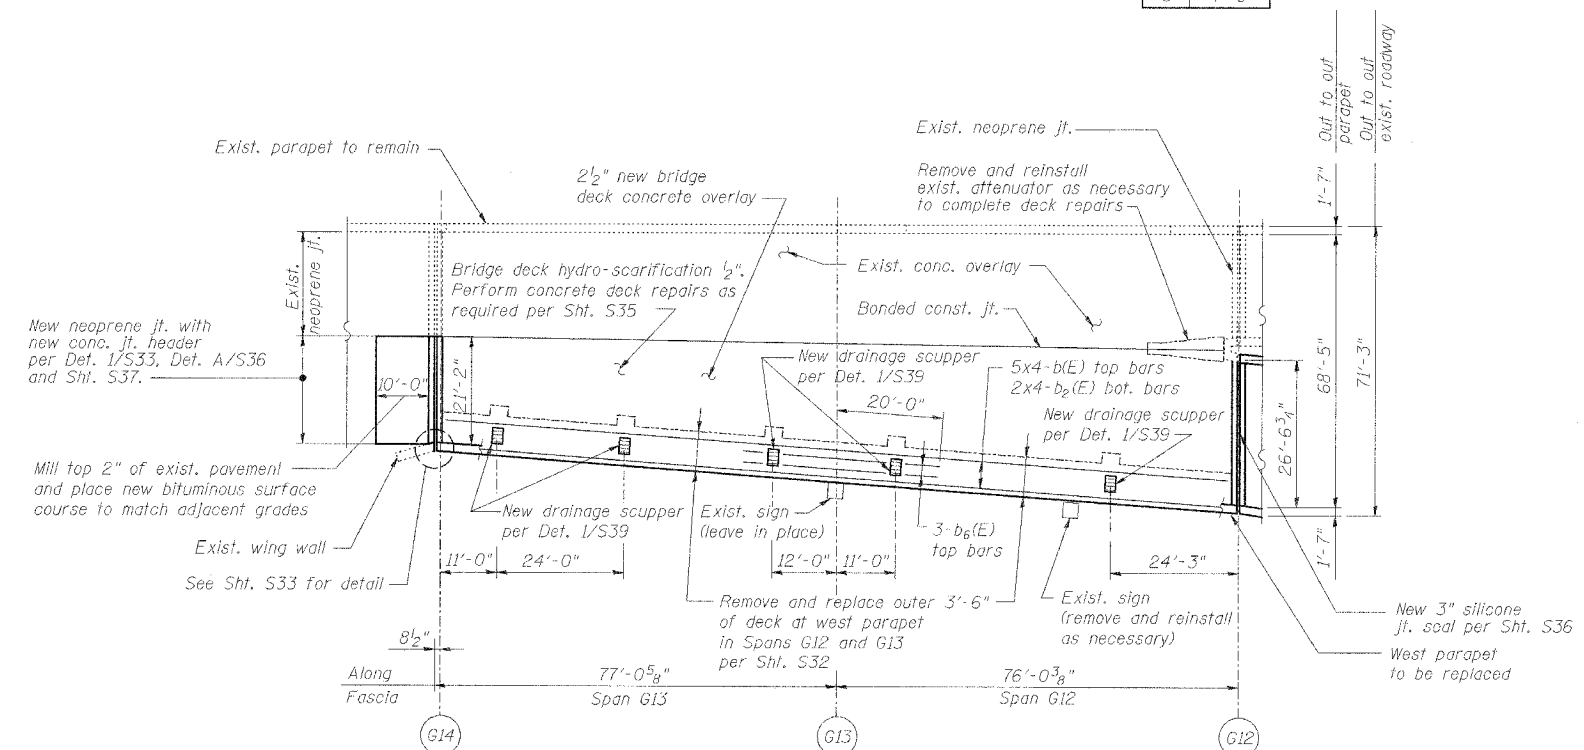 Out to out
parapet
Out to out
exist. roadway
1'-7"
Exist. neoprene jt.
Exist. parapet to remain
2½" new bridge
deck concrete overlay
Remove and reinstall
exist. attenuator as necessary
to complete deck repairs
Exist.
neoprene jt.
Bridge deck hydro-scarification ½".
Perform concrete deck repairs as
required per Sht. S35
Exist. conc. overlay
Bonded const. jt.
New neoprene jt. with
new conc. jt. header
per Det. 1/S33, Det. A/S36
and Sht. S37.
10'-0"
21'-2"
New drainage scupper
per Det. 1/S39
5x4-b(E) top bars
2x4-b₂(E) bot. bars
20'-0"
New drainage scupper
per Det. 1/S39
26'-6¾"
68'-5"
71'-3"
Mill top 2" of exist. pavement
and place new bituminous surface
course to match adjacent grades
New drainage scupper
per Det. 1/S39
Exist. sign
(leave in place)
3-b₆(E)
top bars
Exist. wing wall
See Sht. S33 for detail
11'-0"
24'-0"
12'-0"
11'-0"
24'-3"
1'-7"
Remove and replace outer 3'-6"
of deck at west parapet
in Spans G12 and G13
per Sht. S32
Exist. sign
(remove and reinstall
as necessary)
New 3" silicone
jt. seal per Sht. S36
West parapet
to be replaced
8½"
Along
Fascia
77'-0⅝"
Span G13
76'-0⅜"
Span G12
G14
G13
G12